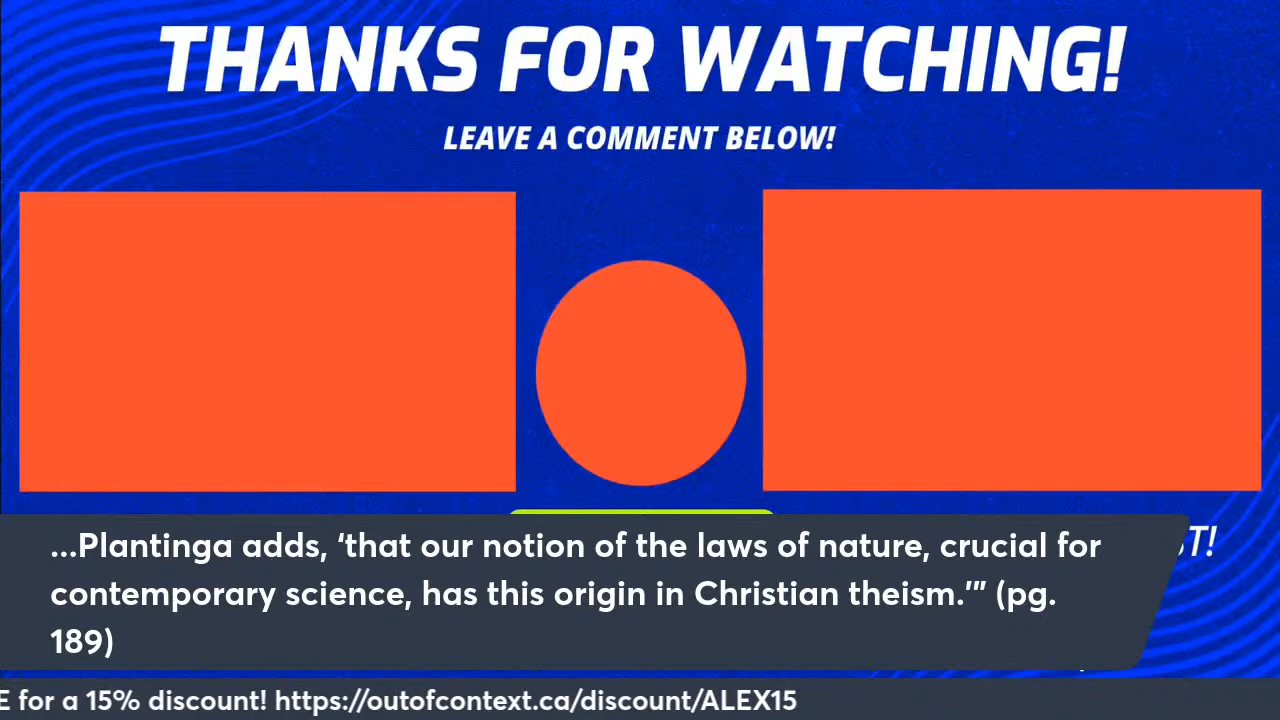 THANKS FOR WATCHING!
LEAVE A COMMENT BELOW!
ST!
...Plantinga adds, ‘that our notion of the laws of nature, crucial for
contemporary science, has this origin in Christian theism.’” (pg.
189)
E for a 15% discount! https://outofcontext.ca/discount/ALEX15